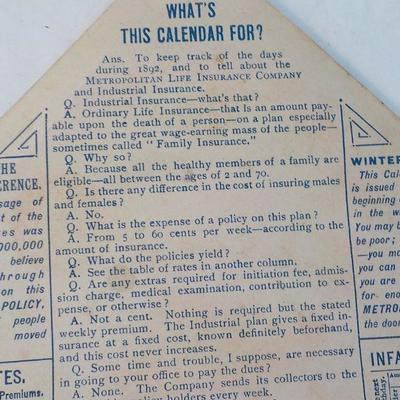 WHAT'S
THIS CALENDAR FOR?
Ans. To keep track of the days
during 1892, and to tell about the
METROPOLITAN LIFE INSURANCE COMPANY
and Industrial Insurance.
Q. Industrial Insurance—what's that?
A. Ordinary Life Insurance—that is an amount pay-
able upon the death of a person—on a plan especially
adapted to the great wage-earning mass of the people—
sometimes called "Family Insurance."
Q. Why so?
A. Because all the healthy members of a family are
eligible—all between the ages of 2 and 70.
Q. Is there any difference in the cost of insuring males
and females?
A. No.
Q. What is the expense of a policy on this plan?
A. From 5 to 60 cents per week—according to the
amount of insurance.
Q. What do the policies yield?
A. See the table of rates in another column.
Q. Are any extras required for initiation fee, admis-
sion charge, medical examination, contribution to ex-
pense, or otherwise?
A. Not a cent. Nothing is required but the stated
weekly premium. The Industrial plan gives a fixed in-
surance at a fixed cost, known definitely beforehand,
and this cost never increases.
Q. Some time and trouble, I suppose, are necessary
in going to your office to pay the dues?
A. None. The Company sends its collectors to the
policy holders every week.
THE
ERENCE.
sage of
t of the
es was
000,000
believe
hrough
on this
POLICY,
people
moved
TES.
Premiums.
WINTER
This Cale
is issued
beginning o
in the w
You may b
be poor;
—you ma
you can
you are
for eno
METRO
the door
INFA